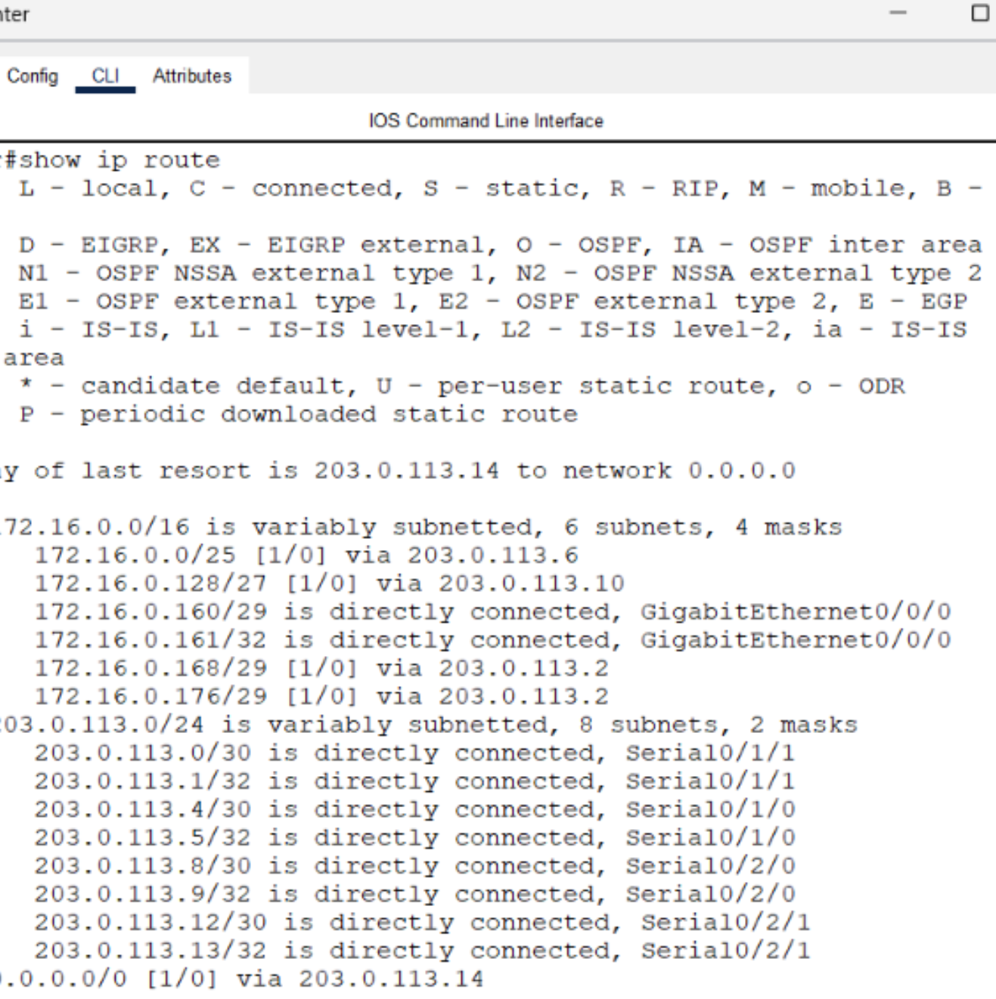 nter
Config CLI Attributes
IOS Command Line Interface
r#show ip route
L - local, C - connected, S - static, R - RIP, M - mobile, B -
D - EIGRP, EX - EIGRP external, O - OSPF, IA - OSPF inter area
N1 - OSPF NSSA external type 1, N2 - OSPF NSSA external type 2
E1 - OSPF external type 1, E2 - OSPF external type 2, E - EGP
i - IS-IS, L1 - IS-IS level-1, L2 - IS-IS level-2, ia - IS-IS
area
* - candidate default, U - per-user static route, o - ODR
P - periodic downloaded static route
ay of last resort is 203.0.113.14 to network 0.0.0.0
172.16.0.0/16 is variably subnetted, 6 subnets, 4 masks
172.16.0.0/25 [1/0] via 203.0.113.6
172.16.0.128/27 [1/0] via 203.0.113.10
172.16.0.160/29 is directly connected, GigabitEthernet0/0/0
172.16.0.161/32 is directly connected, GigabitEthernet0/0/0
172.16.0.168/29 [1/0] via 203.0.113.2
172.16.0.176/29 [1/0] via 203.0.113.2
203.0.113.0/24 is variably subnetted, 8 subnets, 2 masks
203.0.113.0/30 is directly connected, Serial0/1/1
203.0.113.1/32 is directly connected, Serial0/1/1
203.0.113.4/30 is directly connected, Serial0/1/0
203.0.113.5/32 is directly connected, Serial0/1/0
203.0.113.8/30 is directly connected, Serial0/2/0
203.0.113.9/32 is directly connected, Serial0/2/0
203.0.113.12/30 is directly connected, Serial0/2/1
203.0.113.13/32 is directly connected, Serial0/2/1
0.0.0.0/0 [1/0] via 203.0.113.14